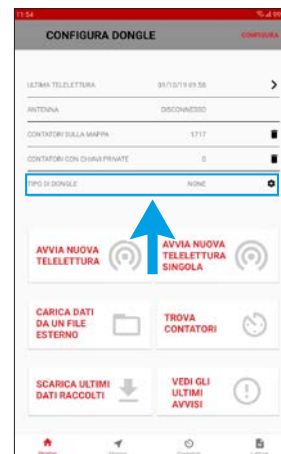 11:54
CONFIGURA DONGLE
CONFIGURA
ULTIMA TELELETTURA 01/10/19 09:58
ANTENNA DISCONNESSO
CONTATORI SULLA MAPPA 1717
CONTATORI CON CHIAVI PRIVATE 0
TIPO DI DONGLE NONE
AVVIA NUOVA
TELELETTURA
AVVIA NUOVA
TELELETTURA
SINGOLA
CARICA DATI
DA UN FILE
ESTERNO
TROVA
CONTATORI
SCARICA ULTIMI
DATI RACCOLTI
VEDI GLI
ULTIMI
AVVISI